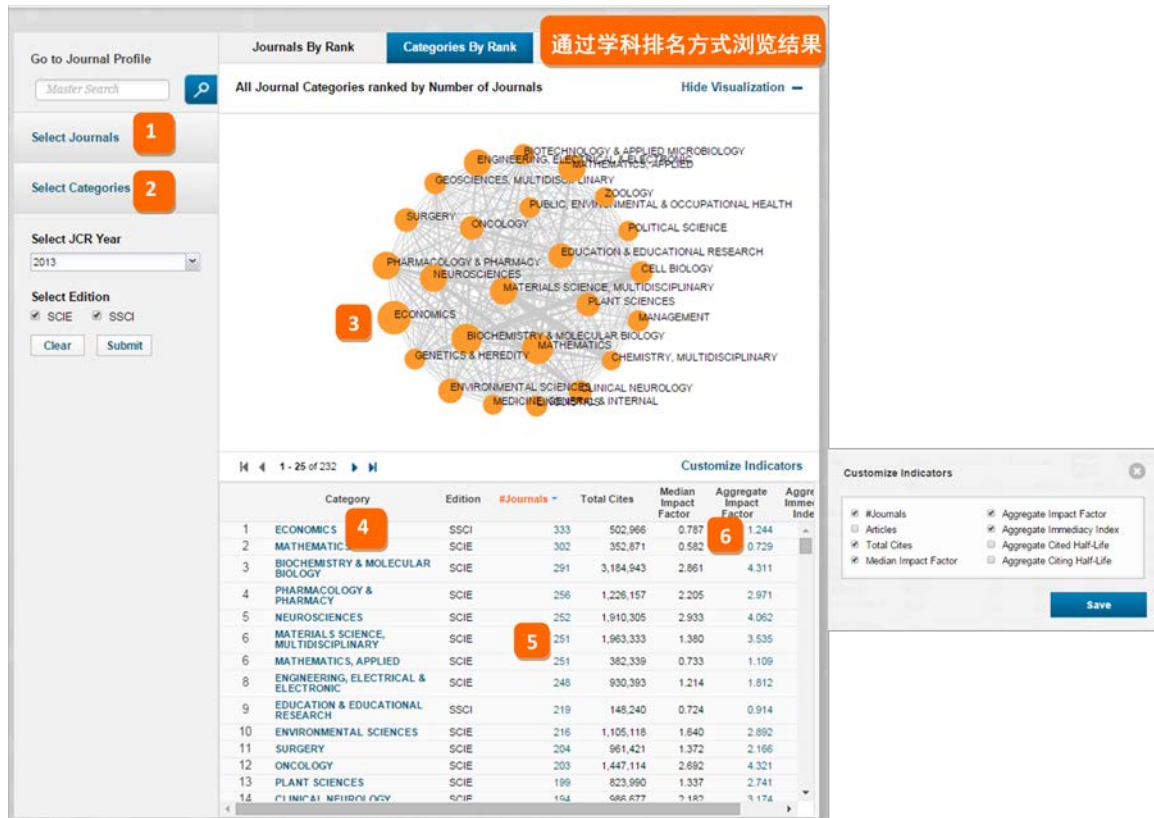 Journals By Rank
Categories By Rank
通过学科排名方式浏览结果
Go to Journal Profile
Master Search
All Journal Categories ranked by Number of Journals
Hide Visualization
Select Journals
1
Select Categories
2
Select JCR Year
2013
Select Edition
SCIE SSCI
Clear Submit
BIOTECHNOLOGY & APPLIED MICROBIOLOGY
ENGINEERING, ELECTRICAL & ELECTRONIC
MATHEMATICS, APPLIED
GEOSCIENCES, MULTIDISCIPLINARY
ZOOLOGY
PUBLIC, ENVIRONMENTAL & OCCUPATIONAL HEALTH
SURGERY
ONCOLOGY
POLITICAL SCIENCE
EDUCATION & EDUCATIONAL RESEARCH
PHARMACOLOGY & PHARMACY
CELL BIOLOGY
NEUROSCIENCES
MATERIALS SCIENCE, MULTIDISCIPLINARY
PLANT SCIENCES
3
ECONOMICS
MANAGEMENT
BIOCHEMISTRY & MOLECULAR BIOLOGY
MATHEMATICS
GENETICS & HEREDITY
CHEMISTRY, MULTIDISCIPLINARY
ENVIRONMENTAL SCIENCES
CLINICAL NEUROLOGY
MEDICINE, GENERAL & INTERNAL
LINGUISTICS
1 - 25 of 232
Customize Indicators
Category Edition #Journals Total Cites Median Impact Factor Aggregate Impact Factor Aggre Immed Inde
4
6
1 ECONOMICS SSCI 333 502,966 0.787 1.244
2 MATHEMATICS SCIE 302 352,871 0.582 0.729
3 BIOCHEMISTRY & MOLECULAR BIOLOGY SCIE 291 3,184,943 2.861 4.311
4 PHARMACOLOGY & PHARMACY SCIE 256 1,226,157 2.205 2.971
5 NEUROSCIENCES SCIE 252 1,910,305 2.933 4.062
5
6 MATERIALS SCIENCE, MULTIDISCIPLINARY SCIE 251 1,963,333 1.380 3.535
6 MATHEMATICS, APPLIED SCIE 251 382,339 0.733 1.109
8 ENGINEERING, ELECTRICAL & ELECTRONIC SCIE 248 930,393 1.214 1.812
9 EDUCATION & EDUCATIONAL RESEARCH SSCI 219 148,240 0.724 0.914
10 ENVIRONMENTAL SCIENCES SCIE 216 1,105,118 1.640 2.892
11 SURGERY SCIE 204 961,421 1.372 2.166
12 ONCOLOGY SCIE 203 1,447,114 2.692 4.321
13 PLANT SCIENCES SCIE 199 823,990 1.337 2.741
14 CLINICAL NEUROLOGY SCIE 194 986,677 2.182 3.174
Customize Indicators
#Journals Aggregate Impact Factor
Articles Aggregate Immediacy Index
Total Cites Aggregate Cited Half-Life
Median Impact Factor Aggregate Citing Half-Life
Save